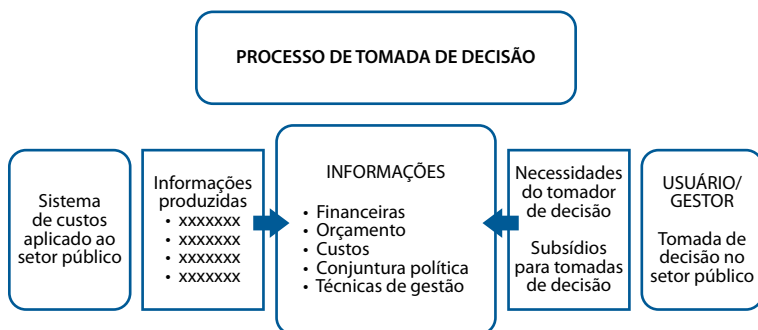 PROCESSO DE TOMADA DE DECISÃO
Sistema
de custos
aplicado ao
setor público
Informações
produzidas
• xxxxxxx
• xxxxxxx
• xxxxxxx
• xxxxxxx
INFORMAÇÕES
• Financeiras
• Orçamento
• Custos
• Conjuntura política
• Técnicas de gestão
Necessidades
do tomador
de decisão
Subsídios
para tomadas
de decisão
USUÁRIO/
GESTOR
Tomada de
decisão no
setor público